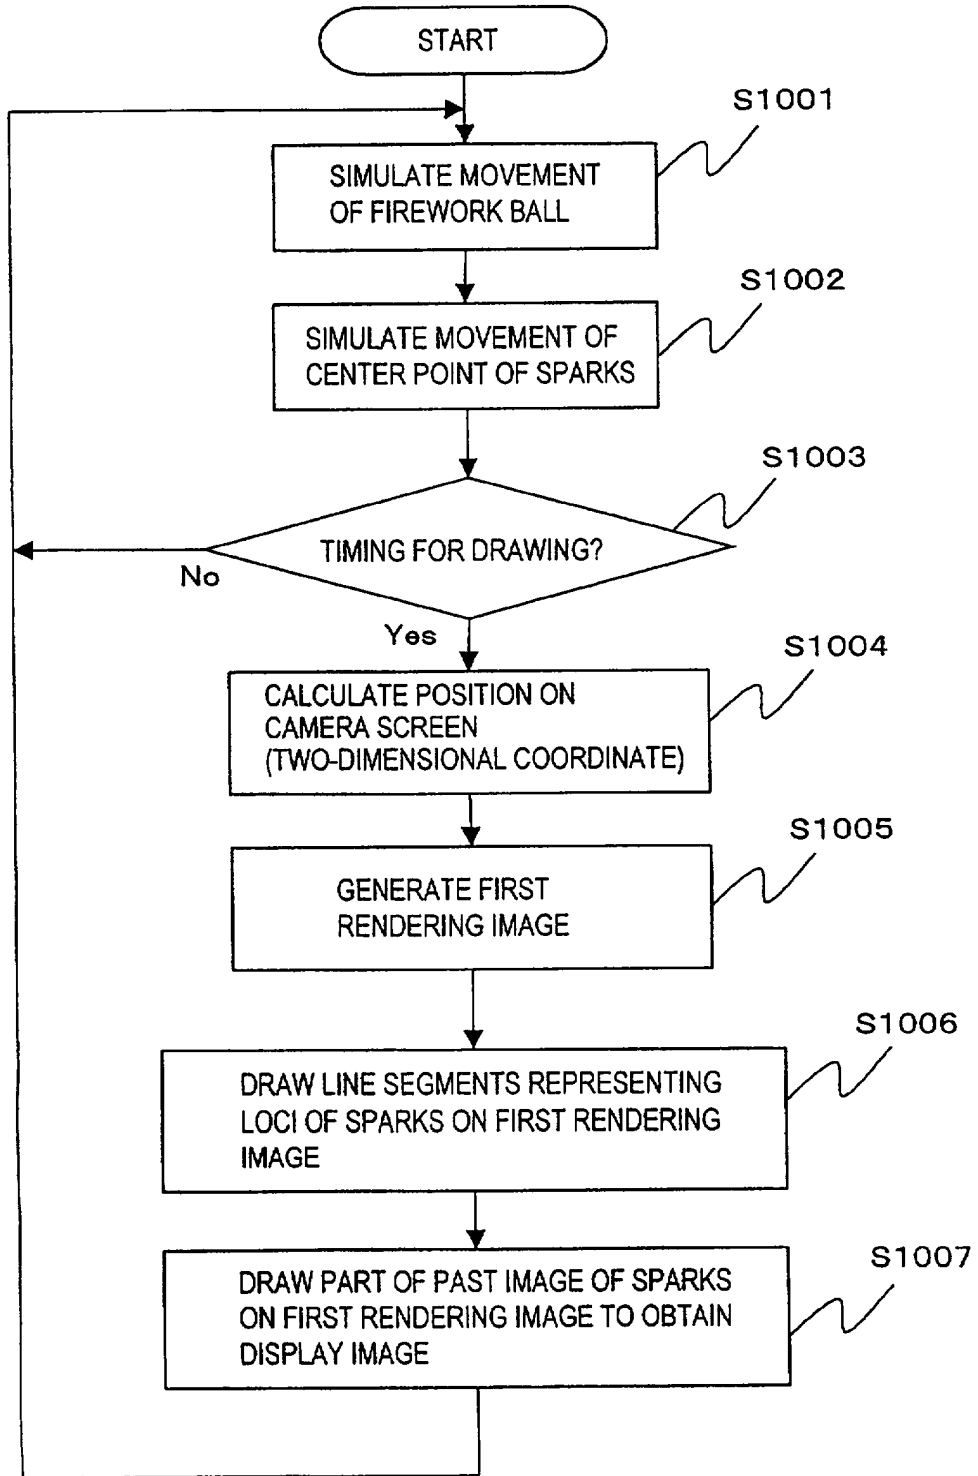 START
S1001
SIMULATE MOVEMENT
OF FIREWORK BALL
S1002
SIMULATE MOVEMENT OF
CENTER POINT OF SPARKS
S1003
TIMING FOR DRAWING?
No
Yes
S1004
CALCULATE POSITION ON
CAMERA SCREEN
(TWO-DIMENSIONAL COORDINATE)
S1005
GENERATE FIRST
RENDERING IMAGE
S1006
DRAW LINE SEGMENTS REPRESENTING
LOCI OF SPARKS ON FIRST RENDERING
IMAGE
S1007
DRAW PART OF PAST IMAGE OF SPARKS
ON FIRST RENDERING IMAGE TO OBTAIN
DISPLAY IMAGE